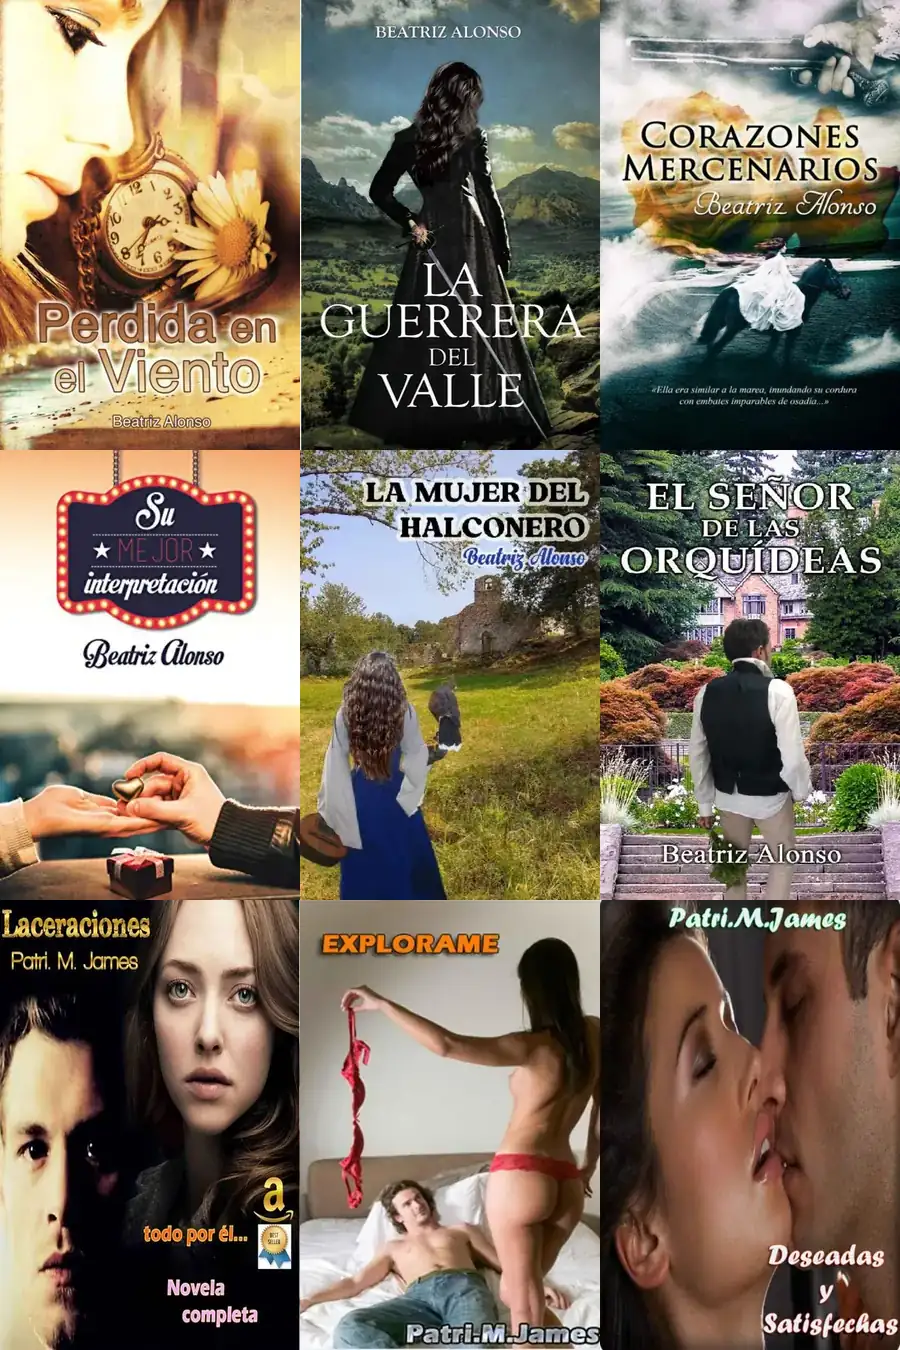 Perdida en
el Viento
Beatriz Alonso
BEATRIZ ALONSO
LA
GUERRERA
DEL
VALLE
CORAZONES
MERCENARIOS
Beatriz Alonso
«Ella era similar a la marea, inundando su cordura
con embates imparables de osadía...»
Su
MEJOR
interpretación
Beatriz Alonso
LA MUJER DEL
HALCONERO
Beatriz Alonso
EL SEÑOR
DE LAS
ORQUÍDEAS
Beatriz Alonso
Laceraciones
Patri. M. James
a
BEST
SELLER
todo por él...
Novela
completa
EXPLORAME
Patri.M.James
Patri.M.James
Deseadas
y
Satisfechas